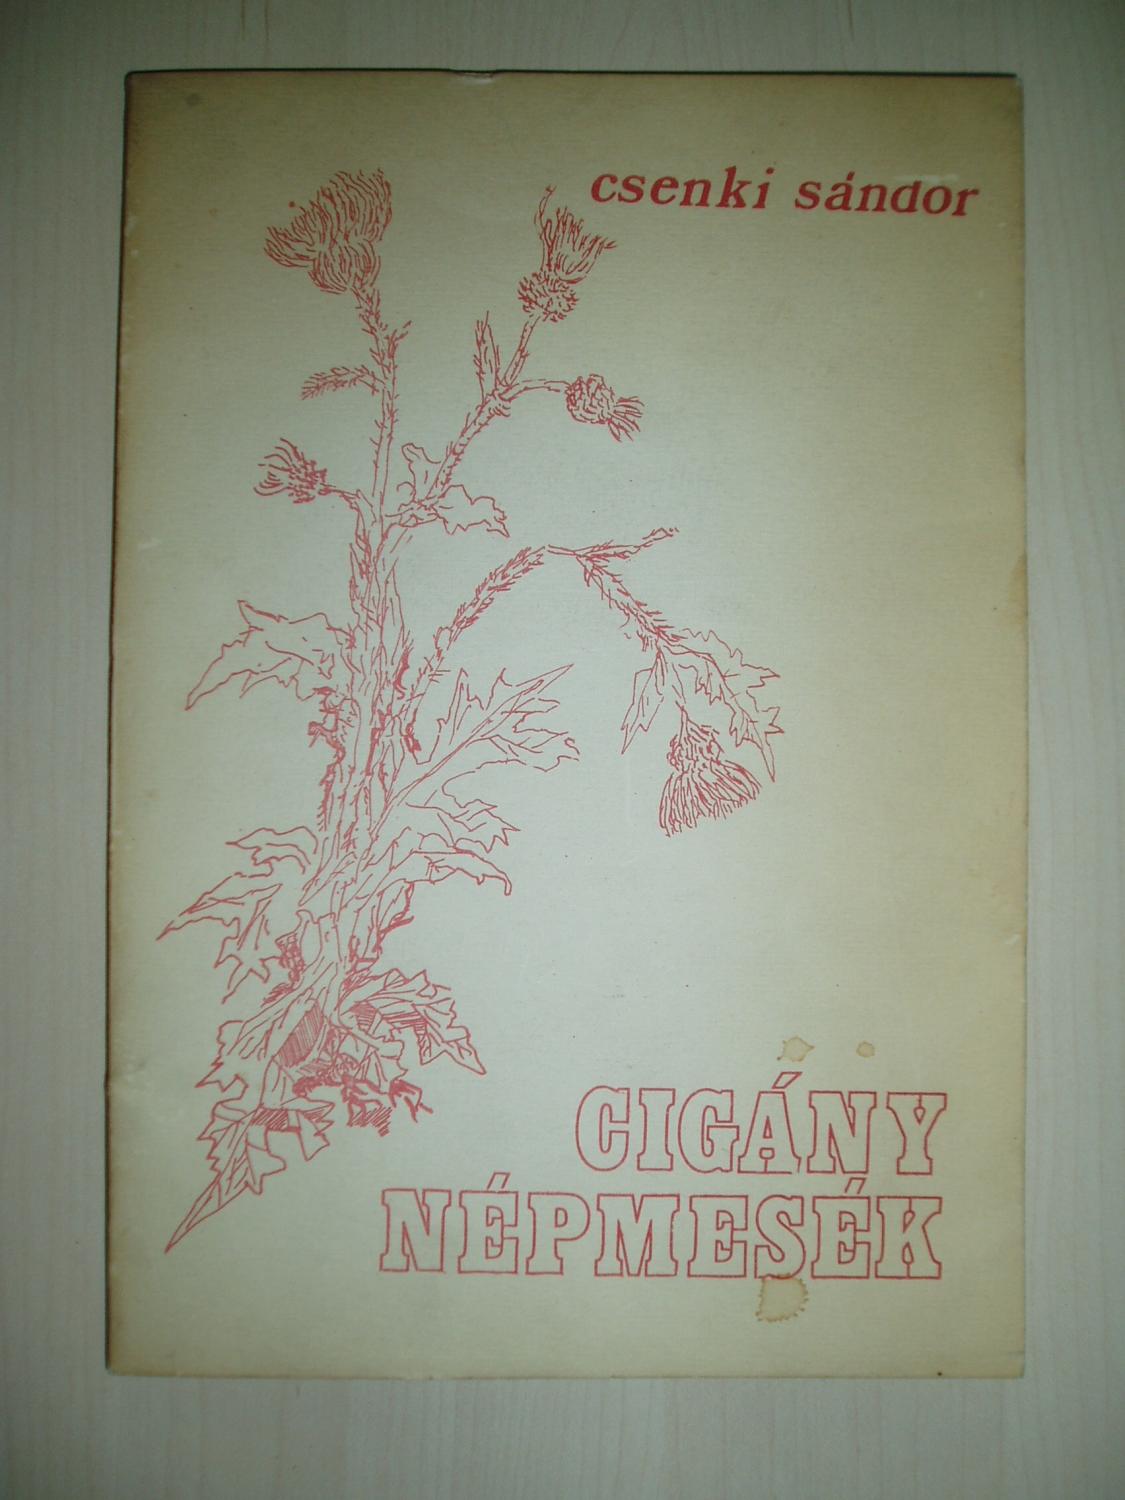 csenki sándor
CIGÁNY
NÉPMESÉK